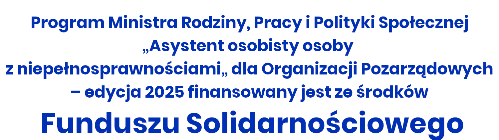 Program Ministra Rodziny, Pracy i Polityki Społecznej
„Asystent osobisty osoby
z niepełnosprawnościami„ dla Organizacji Pozarządowych
– edycja 2025 finansowany jest ze środków
Funduszu Solidarnościowego